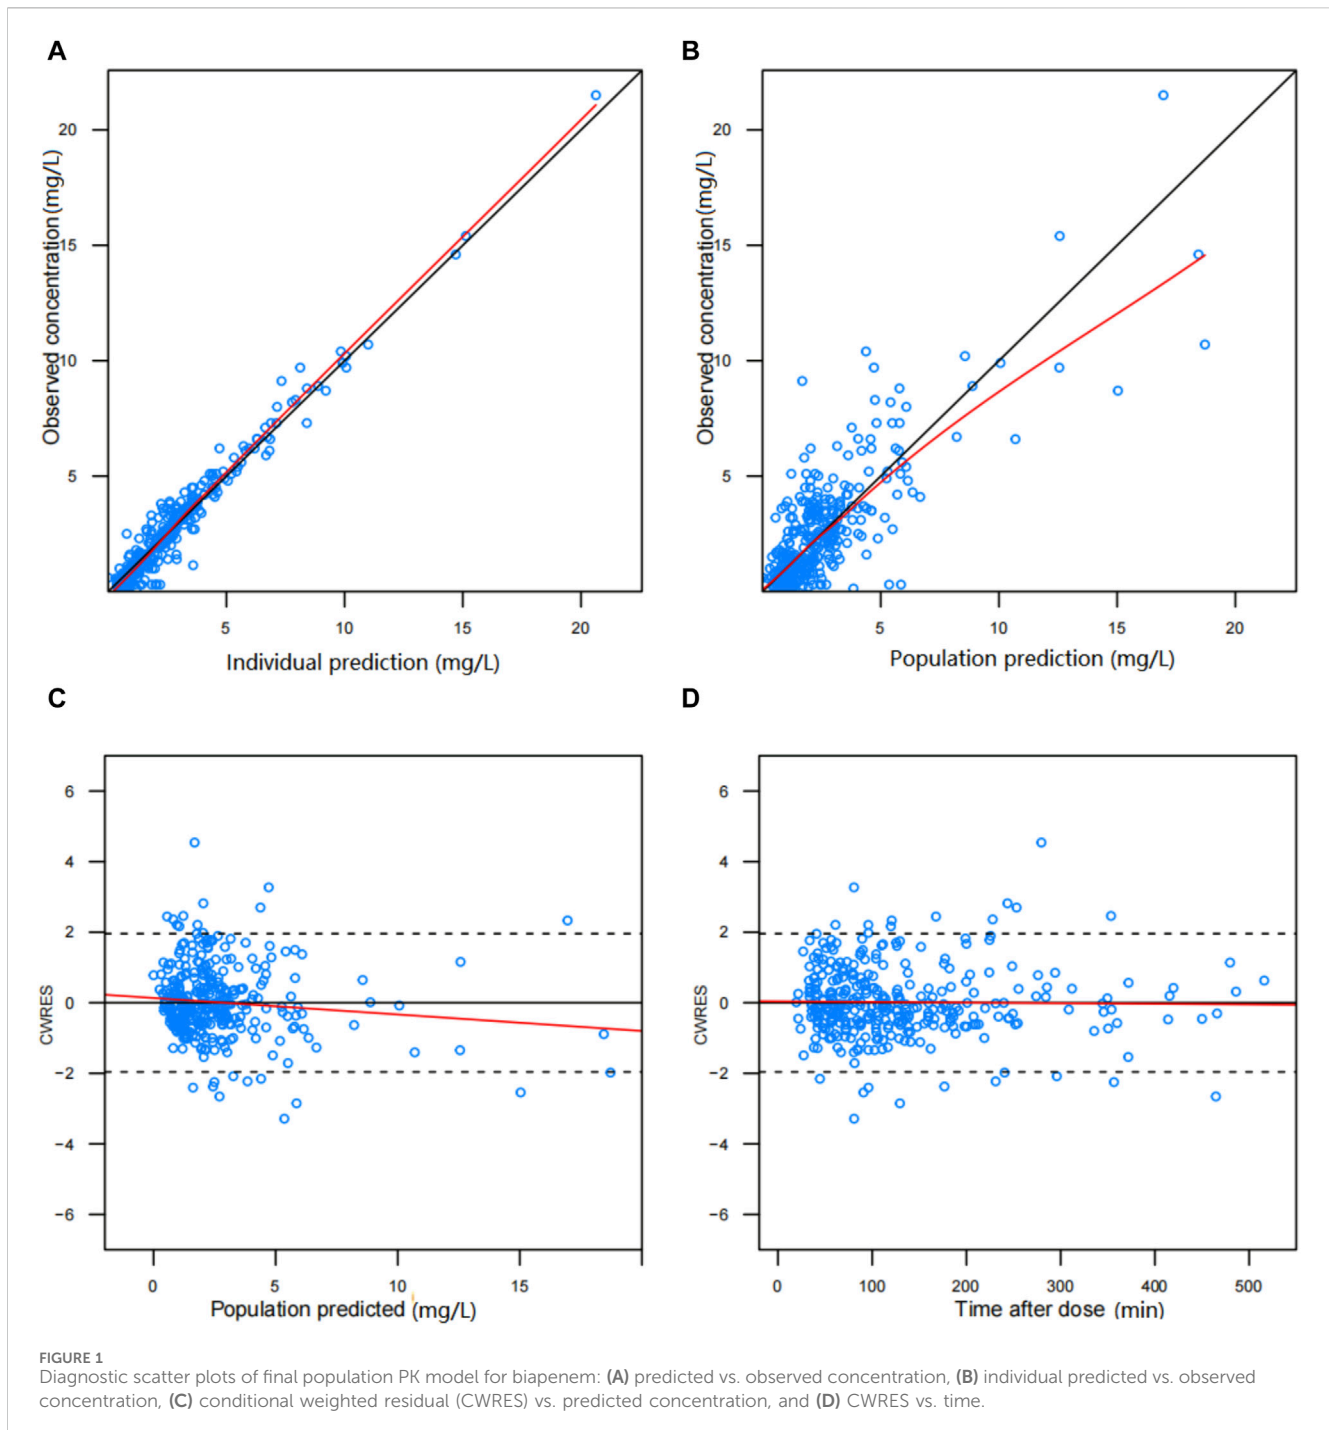 A
B
20
15
10
5
Observed concentration(mg/L)
5
10
15
20
Individual prediction (mg/L)
20
15
10
5
Observed concentration(mg/L)
5
10
15
20
Population prediction (mg/L)
C
D
6
4
2
0
−2
−4
−6
CWRES
0
5
10
15
Population predicted (mg/L)
6
4
2
0
−2
−4
−6
CWRES
0
100
200
300
400
500
Time after dose (min)
FIGURE 1
Diagnostic scatter plots of final population PK model for biapenem: (A) predicted vs. observed concentration, (B) individual predicted vs. observed
concentration, (C) conditional weighted residual (CWRES) vs. predicted concentration, and (D) CWRES vs. time.